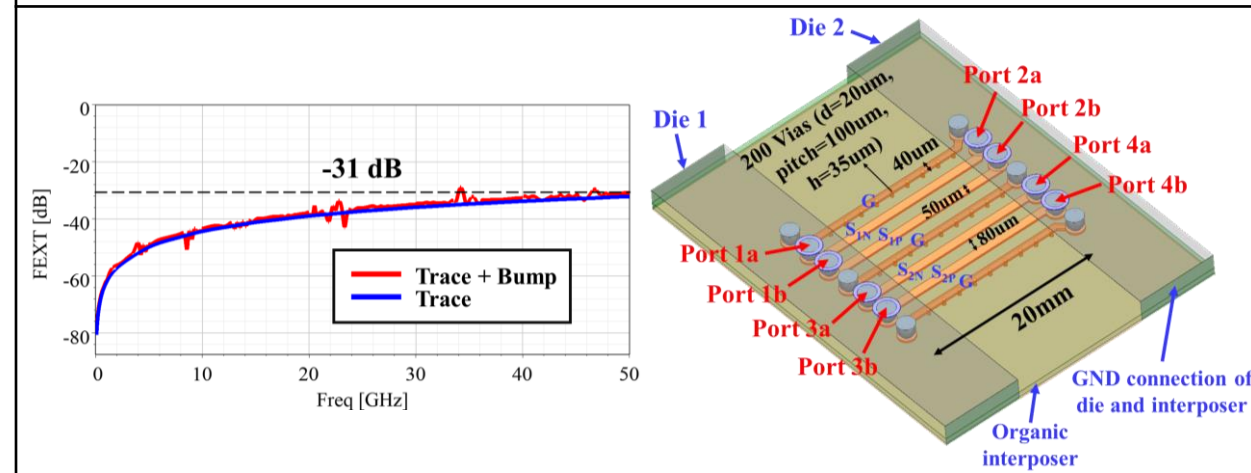 0
-20
-40
-60
-80
FEXT [dB]
-31 dB
Trace + Bump
Trace
0
10
20
30
40
50
Freq [GHz]
Die 2
Die 1
200 Vias (d=20um,
pitch=100um,
h=35um)
40um
50um
80um
G
S1N S1P G
S2N S2P G
Port 2a
Port 2b
Port 4a
Port 4b
Port 1a
Port 1b
Port 3a
Port 3b
20mm
GND connection of
die and interposer
Organic
interposer